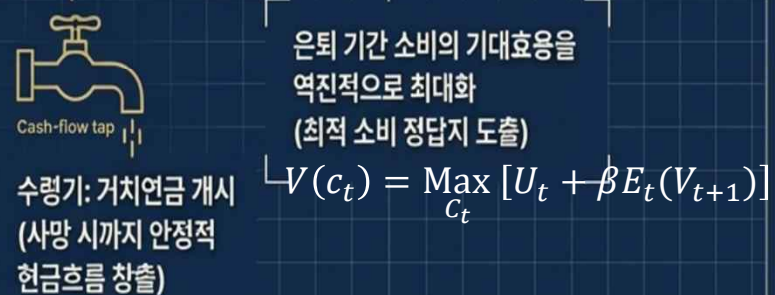 Cash-flow tap
수령기: 거치연금 개시
(사망 시까지 안정적
현금흐름 창출)
은퇴 기간 소비의 기대효용을
역진적으로 최대화
(최적 소비 정답지 도출)
V(c_t) = Max_{C_t} [U_t + βE_t(V_{t+1})]